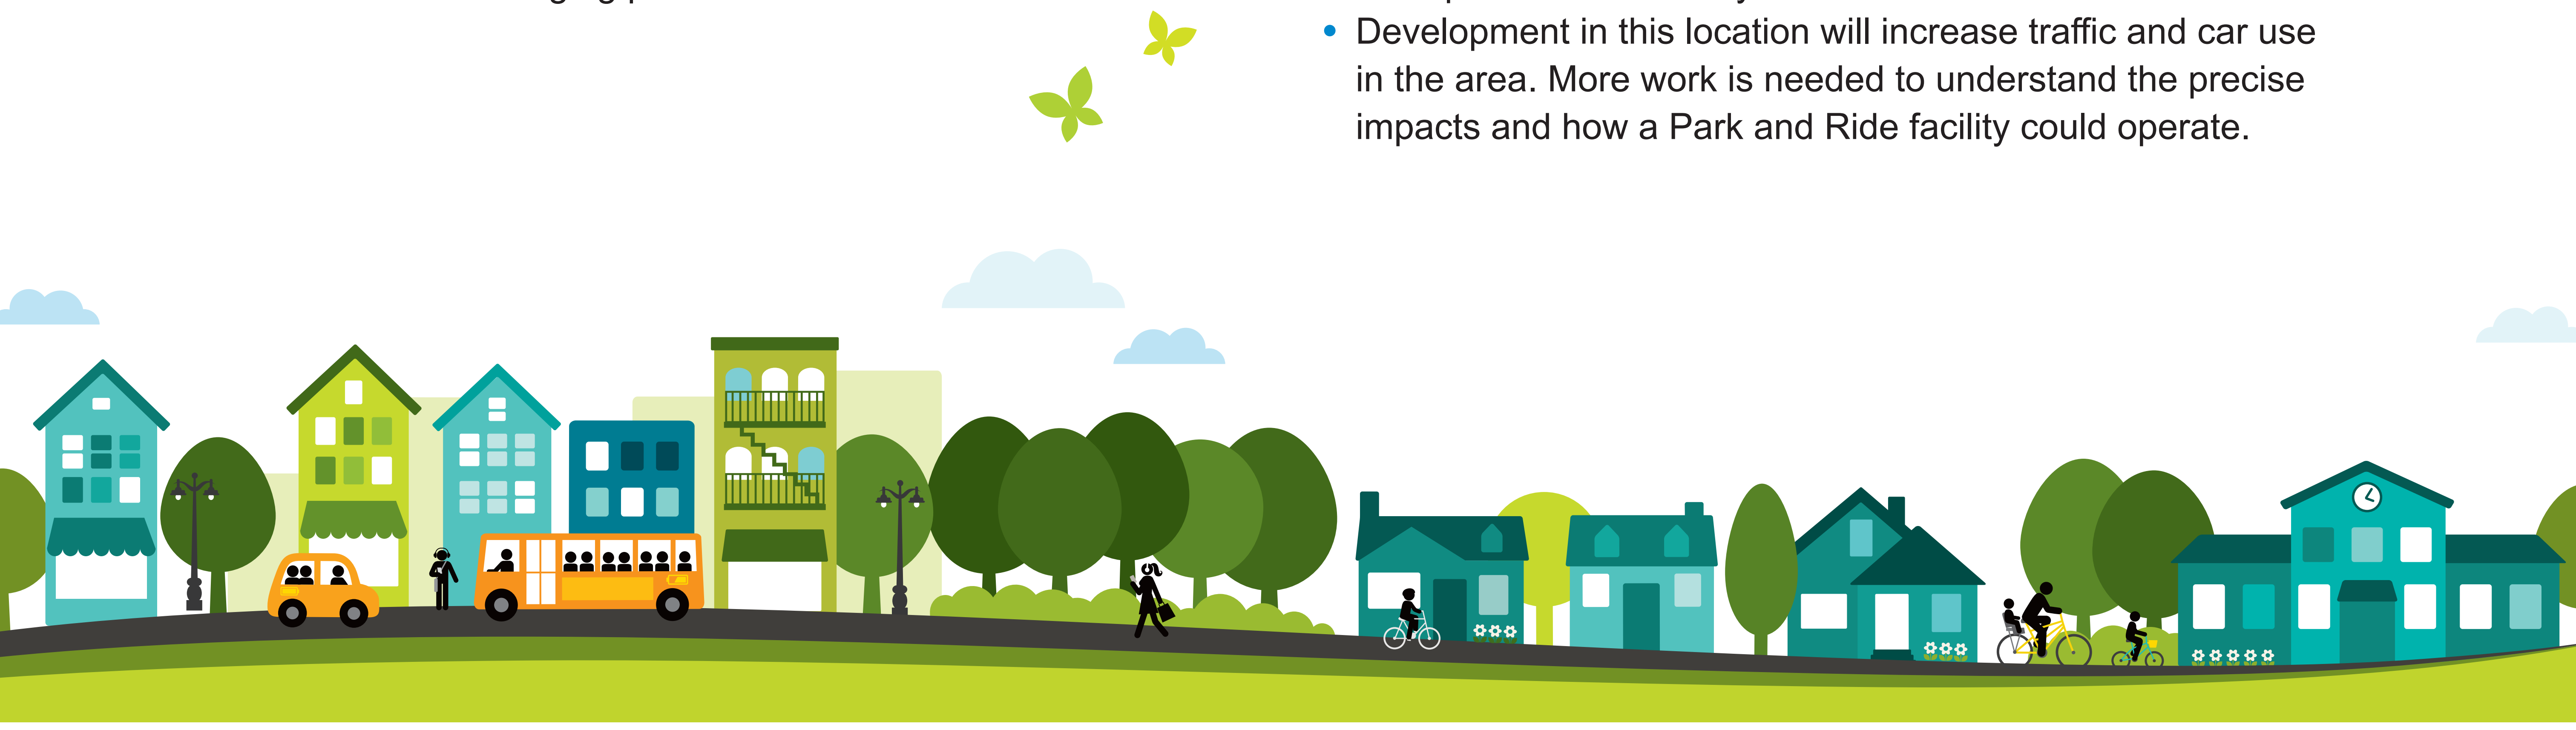 • Development in this location will increase traffic and car use
in the area. More work is needed to understand the precise
impacts and how a Park and Ride facility could operate.